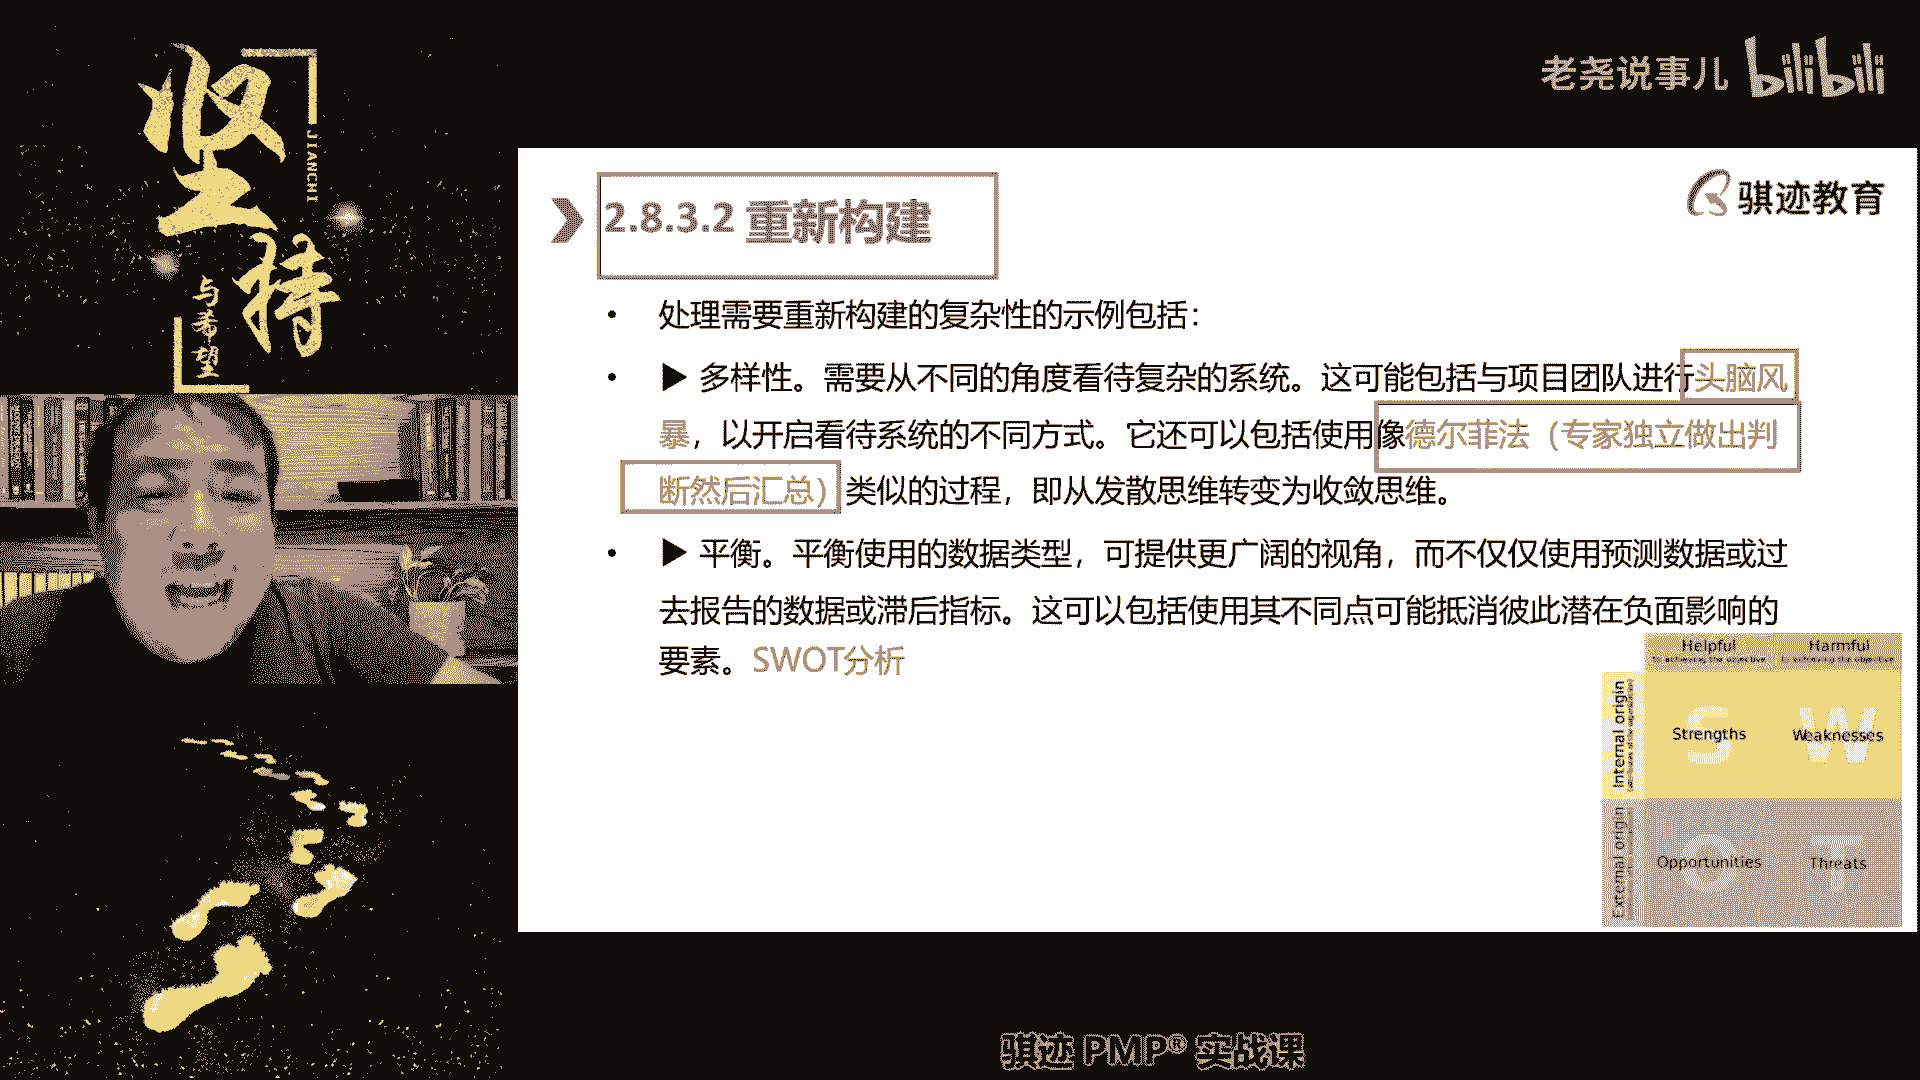 坚持
JIANCHI
与希望
老尧说事儿 bilibili
骐迹教育
2.8.3.2 重新构建
• 处理需要重新构建的复杂性的示例包括：
• ▶ 多样性。需要从不同的角度看待复杂的系统。这可能包括与项目团队进行头脑风
暴，以开启看待系统的不同方式。它还可以包括使用像德尔菲法（专家独立做出判
断然后汇总）类似的过程，即从发散思维转变为收敛思维。
• ▶ 平衡。平衡使用的数据类型，可提供更广阔的视角，而不仅仅使用预测数据或过
去报告的数据或滞后指标。这可以包括使用其不同点可能抵消彼此潜在负面影响的
要素。SWOT分析
Helpful
to achieving the objective
Harmful
to achieving the objective
Internal origin
S
Strengths
W
Weaknesses
External origin
O
Opportunities
T
Threats
骐迹 PMP® 实战课